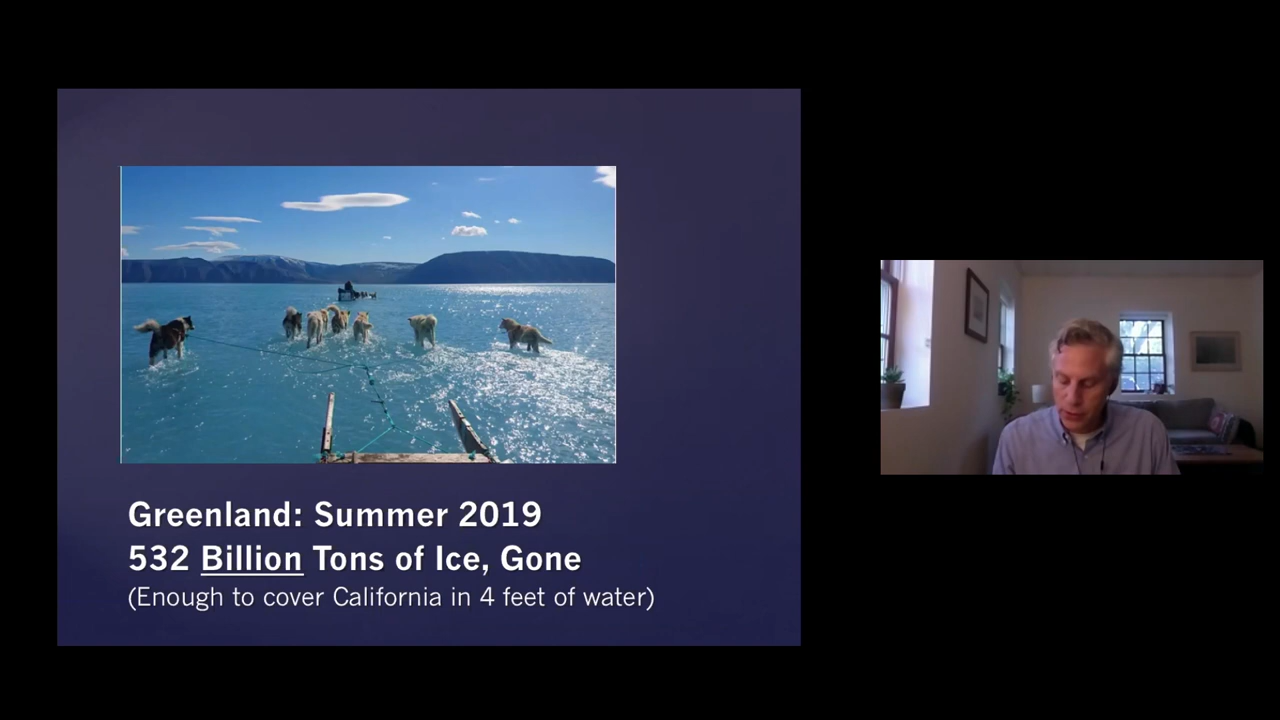 Greenland: Summer 2019
532 Billion Tons of Ice, Gone
(Enough to cover California in 4 feet of water)